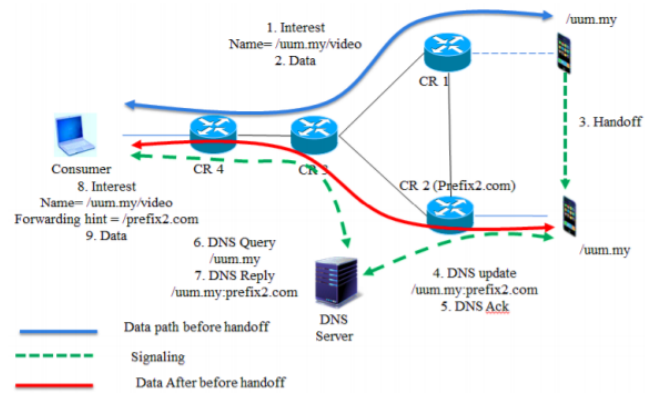 1. Interest
Name= /uum.my/video
2. Data
/uum.my
CR 1
3. Handoff
Consumer
CR 4
CR 3
8. Interest
Name= /uum.my/video
Forwarding hint = /prefix2.com
9. Data
CR 2 (Prefix2.com)
/uum.my
6. DNS Query
/uum.my
7. DNS Reply
/uum.my:prefix2.com
4. DNS update
/uum.my:prefix2.com
5. DNS Ack
DNS
Server
Data path before handoff
Signaling
Data After before handoff